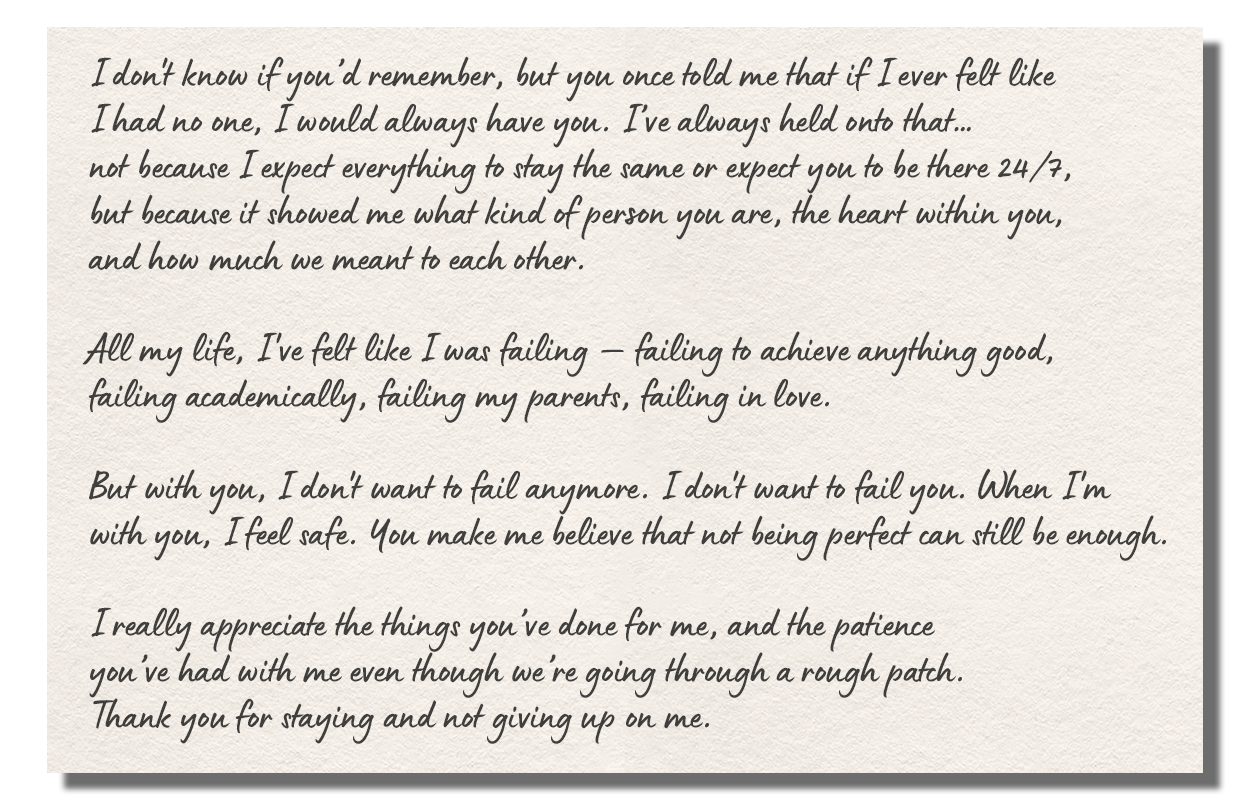 I don't know if you'd remember, but you once told me that if I ever felt like
I had no one, I would always have you. I've always held onto that...
not because I expect everything to stay the same or expect you to be there 24/7,
but because it showed me what kind of person you are, the heart within you,
and how much we meant to each other.
All my life, I've felt like I was failing — failing to achieve anything good,
failing academically, failing my parents, failing in love.
But with you, I don't want to fail anymore. I don't want to fail you. When I'm
with you, I feel safe. You make me believe that not being perfect can still be enough.
I really appreciate the things you've done for me, and the patience
you've had with me even though we're going through a rough patch.
Thank you for staying and not giving up on me.